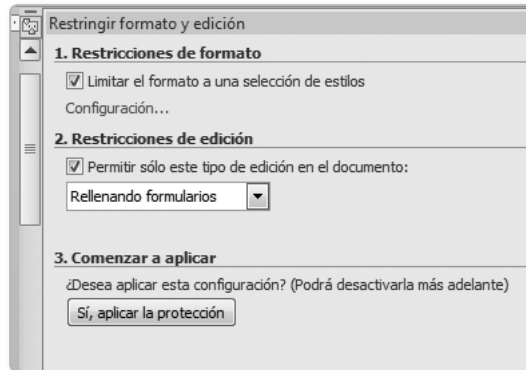 Restringir formato y edición
1. Restricciones de formato
Limitar el formato a una selección de estilos
Configuración...
2. Restricciones de edición
Permitir sólo este tipo de edición en el documento:
Rellenando formularios
3. Comenzar a aplicar
¿Desea aplicar esta configuración? (Podrá desactivarla más adelante)
Sí, aplicar la protección